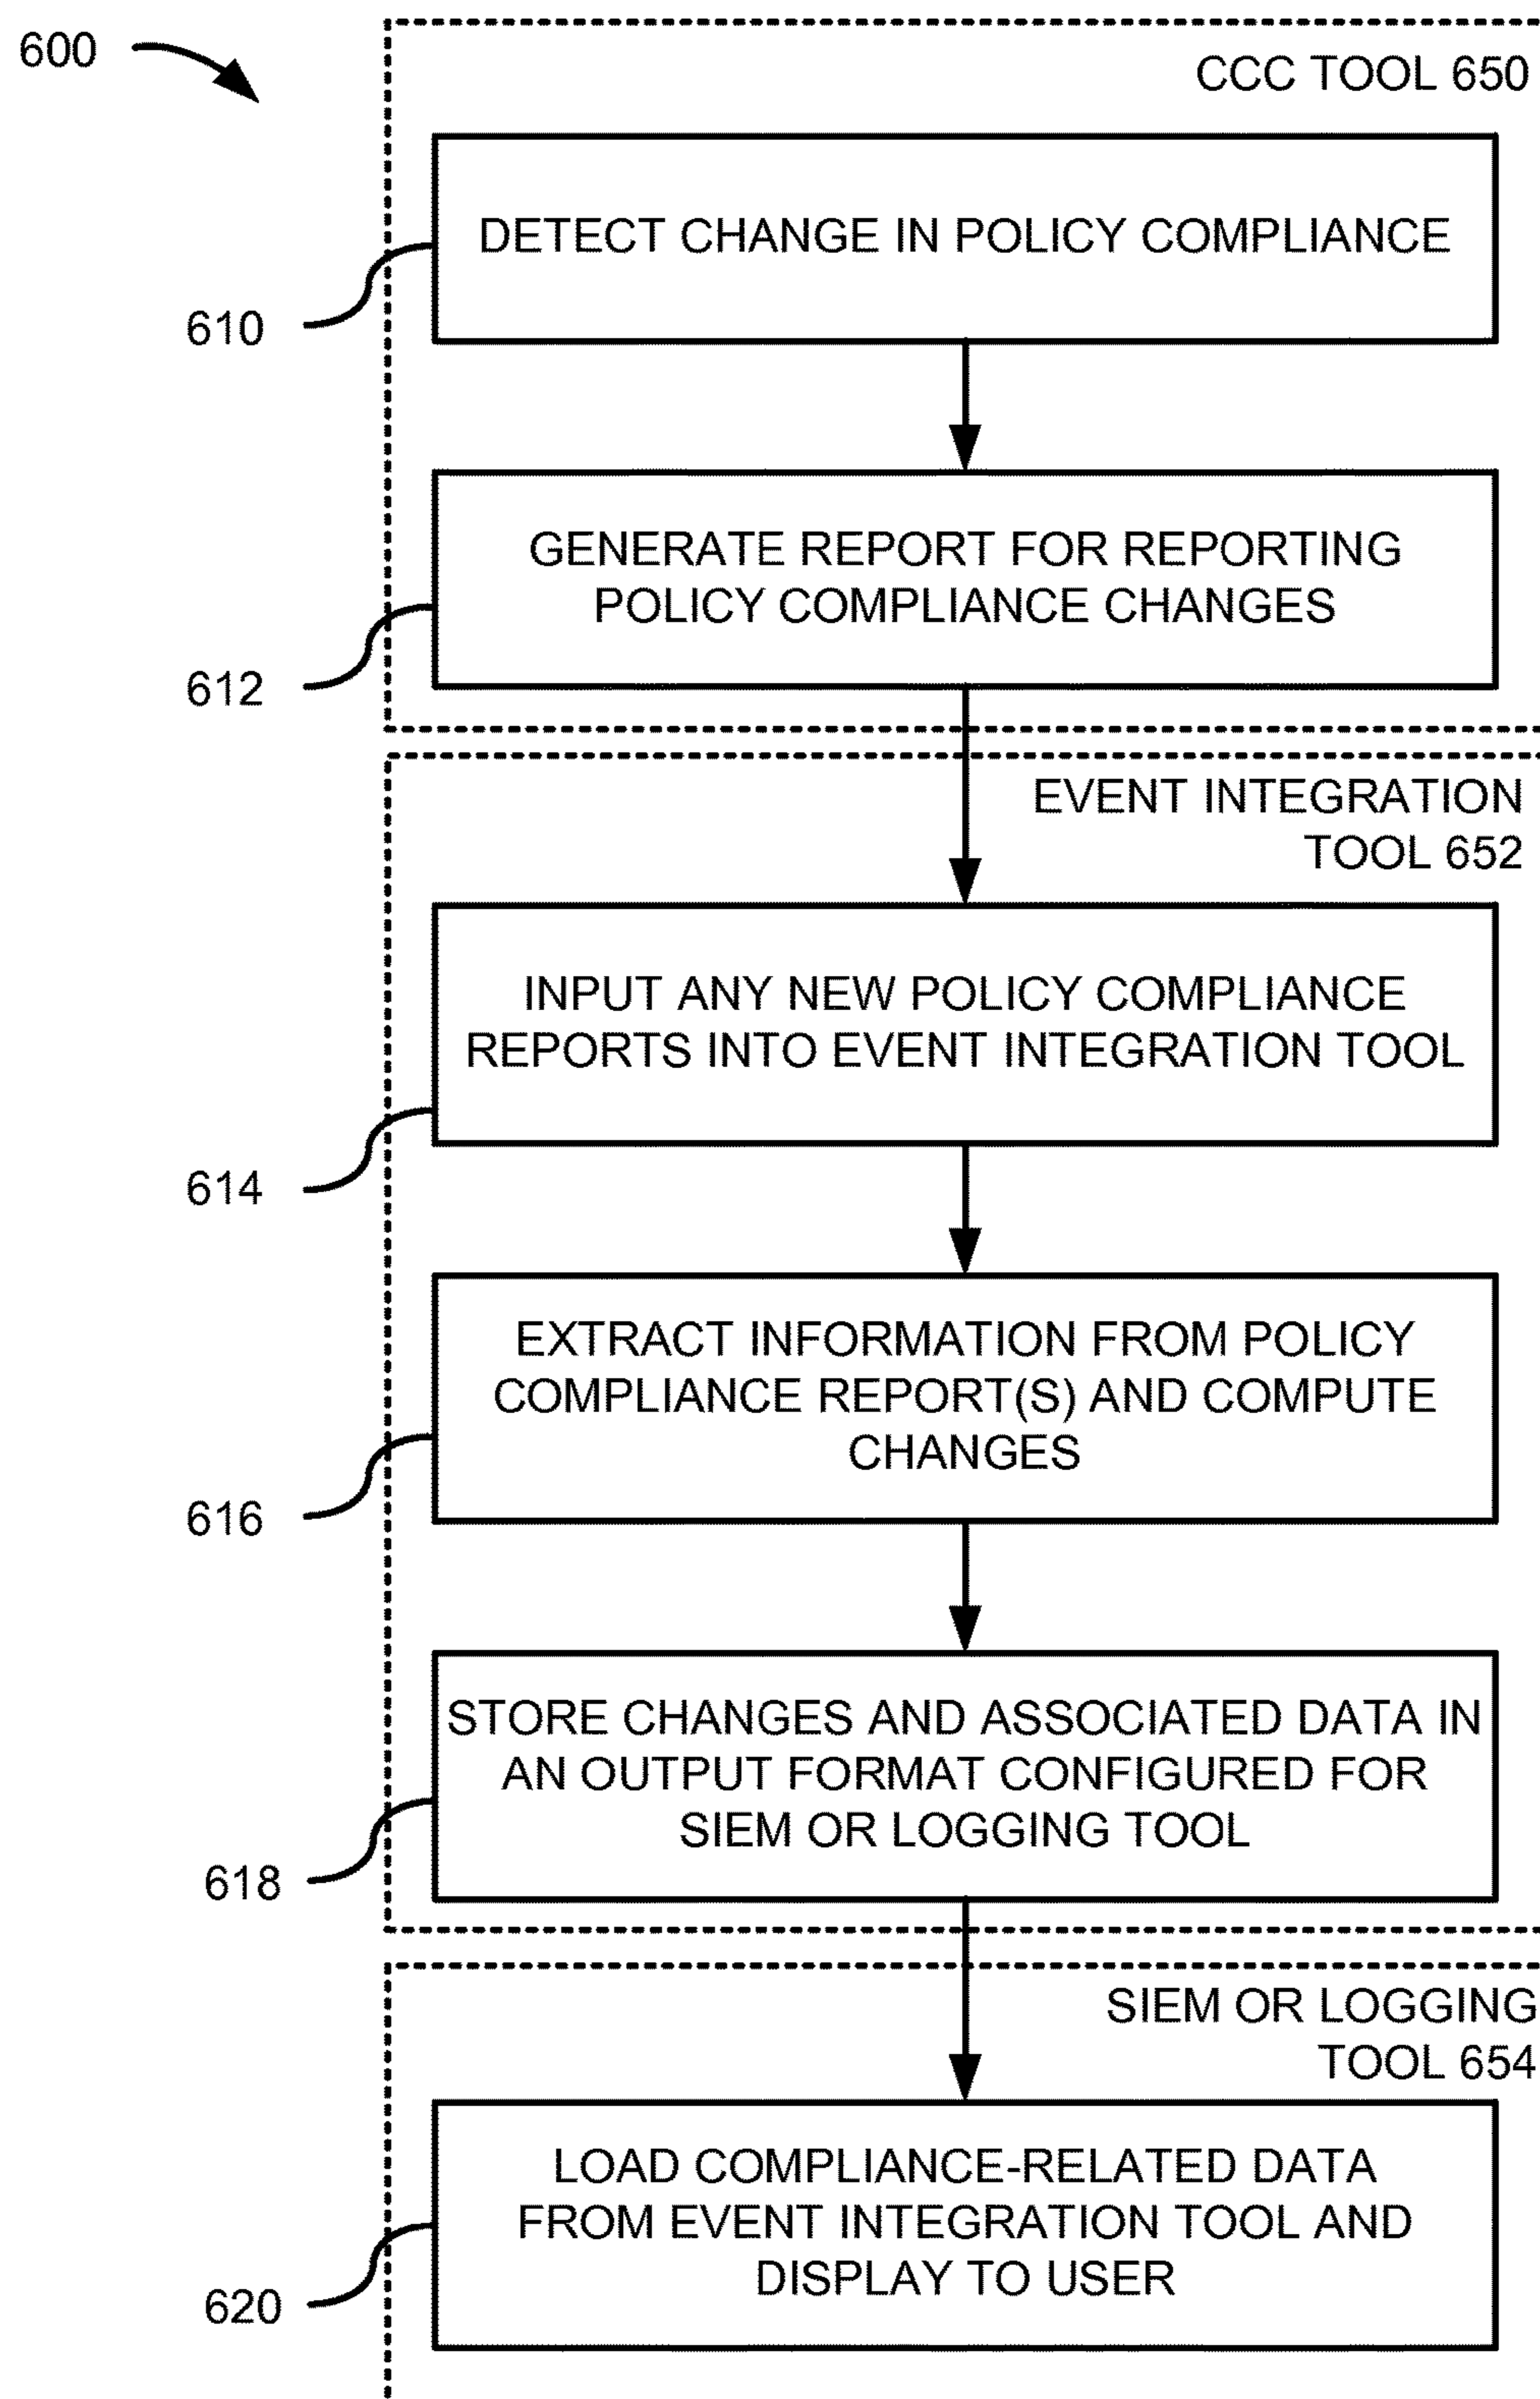 600
CCC TOOL 650
DETECT CHANGE IN POLICY COMPLIANCE
610
GENERATE REPORT FOR REPORTING
POLICY COMPLIANCE CHANGES
612
EVENT INTEGRATION
TOOL 652
INPUT ANY NEW POLICY COMPLIANCE
REPORTS INTO EVENT INTEGRATION TOOL
614
EXTRACT INFORMATION FROM POLICY
COMPLIANCE REPORT(S) AND COMPUTE
CHANGES
616
STORE CHANGES AND ASSOCIATED DATA IN
AN OUTPUT FORMAT CONFIGURED FOR
SIEM OR LOGGING TOOL
618
SIEM OR LOGGING
TOOL 654
LOAD COMPLIANCE-RELATED DATA
FROM EVENT INTEGRATION TOOL AND
DISPLAY TO USER
620